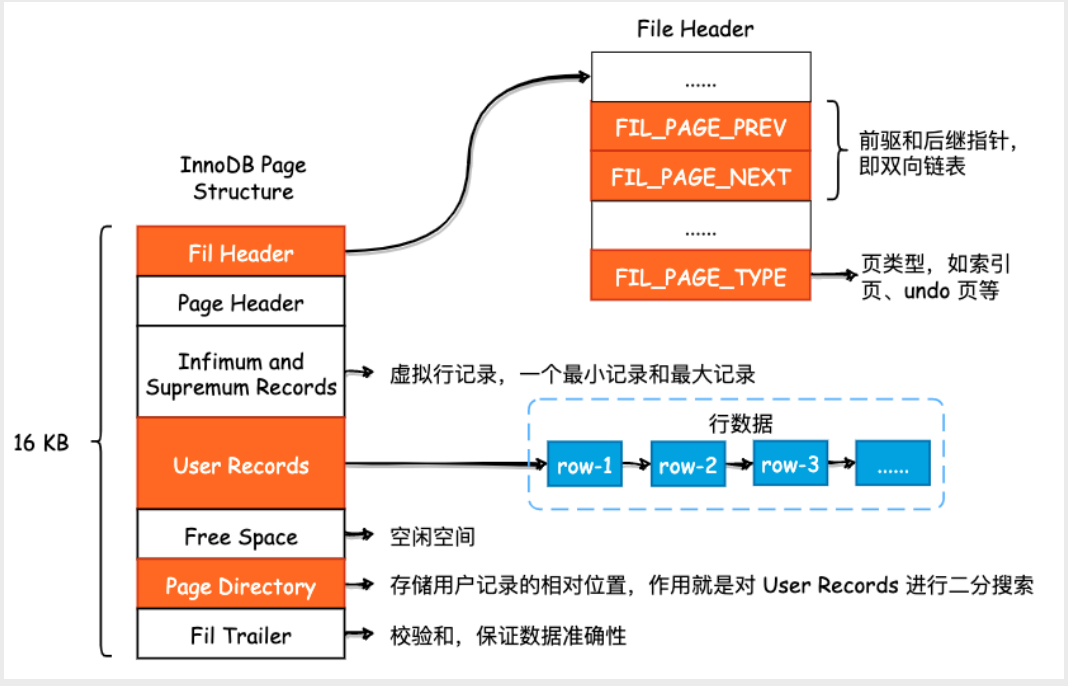 File Header
......
FIL_PAGE_PREV
FIL_PAGE_NEXT
前驱和后继指针，
即双向链表
......
FIL_PAGE_TYPE
页类型，如索引
页、undo 页等
InnoDB Page
Structure
16 KB
Fil Header
Page Header
Infimum and
Supremum Records
虚拟行记录，一个最小记录和最大记录
User Records
行数据
row-1
row-2
row-3
......
Free Space
空闲空间
Page Directory
存储用户记录的相对位置，作用就是对 User Records 进行二分搜索
Fil Trailer
校验和，保证数据准确性